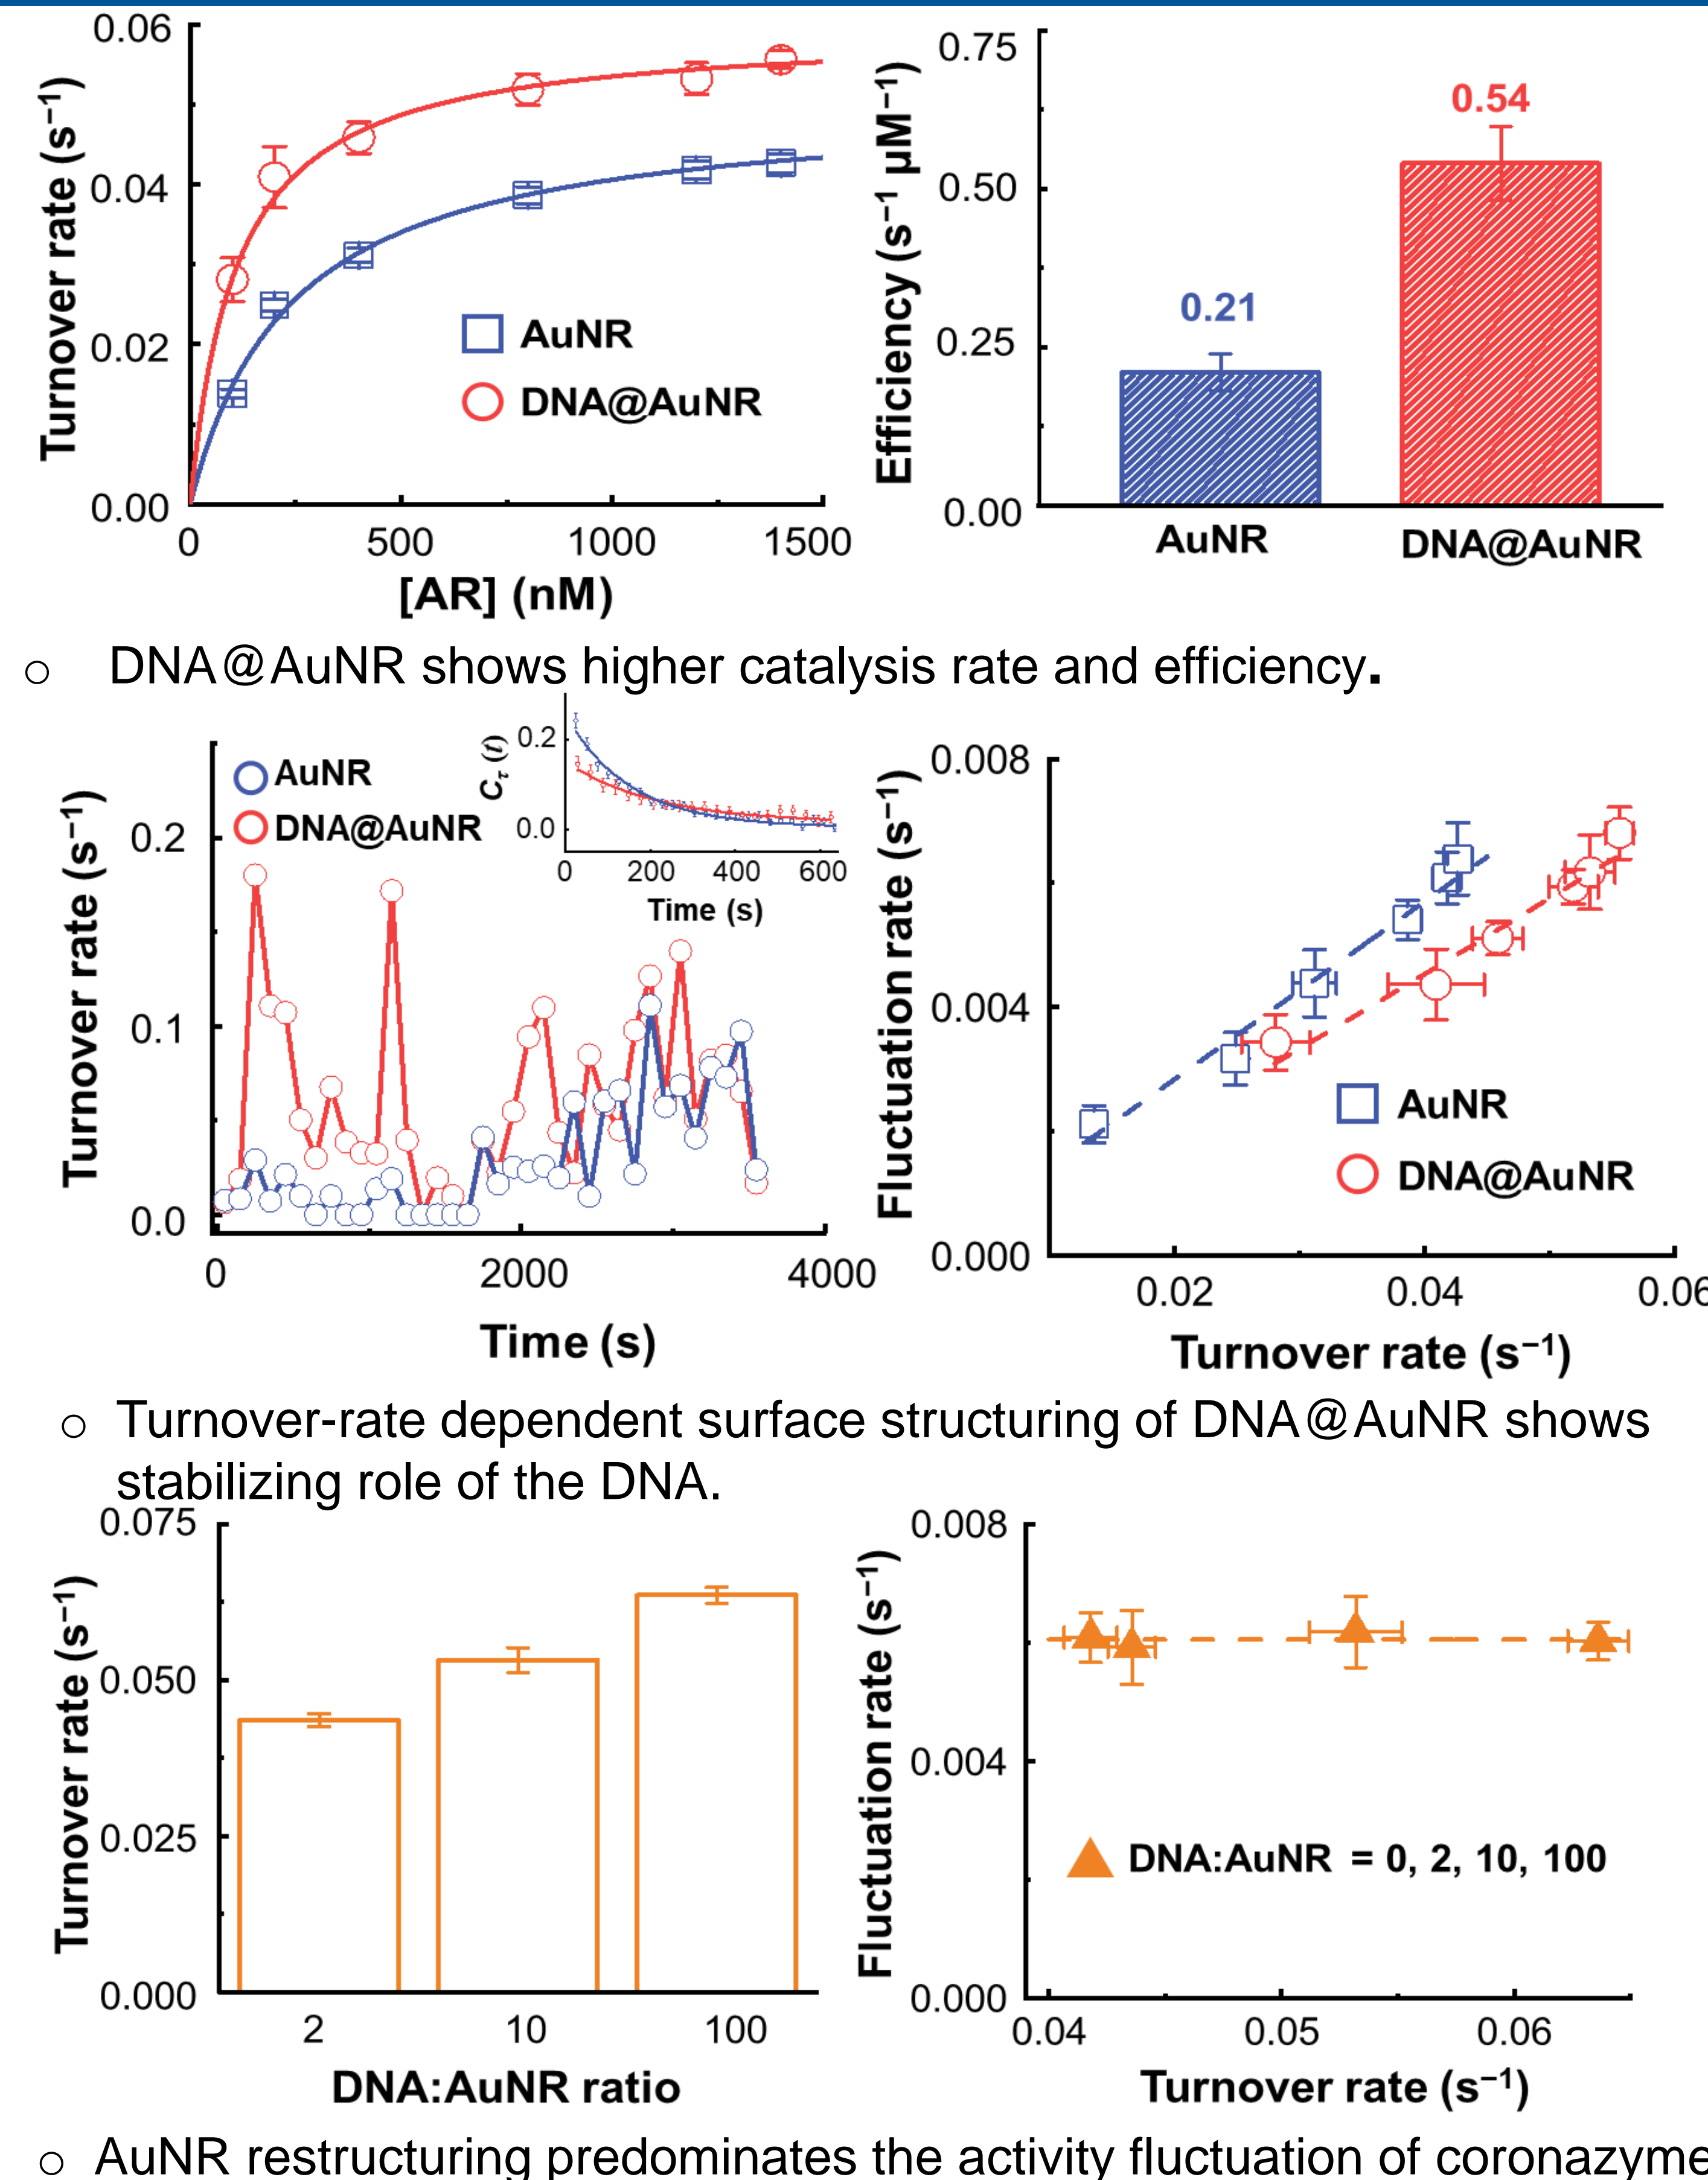 0.06
0.04
0.02
0.00
Turnover rate (s⁻¹)
AuNR
DNA@AuNR
0 500 1000 1500
[AR] (nM)
0.75
0.50
0.25
0.00
Efficiency (s⁻¹ μM⁻¹)
0.54
0.21
AuNR DNA@AuNR
○ DNA@AuNR shows higher catalysis rate and efficiency.
0.2
0.1
0.0
Turnover rate (s⁻¹)
AuNR
DNA@AuNR
Cτ (t)
0.2
0.0
0 200 400 600
Time (s)
0 2000 4000
Time (s)
0.008
0.004
0.000
Fluctuation rate (s⁻¹)
AuNR
DNA@AuNR
0.02 0.04 0.06
Turnover rate (s⁻¹)
○ Turnover-rate dependent surface structuring of DNA@AuNR shows
stabilizing role of the DNA.
0.075
0.050
0.025
0.000
Turnover rate (s⁻¹)
2 10 100
DNA:AuNR ratio
0.008
0.004
0.000
Fluctuation rate (s⁻¹)
DNA:AuNR = 0, 2, 10, 100
0.04 0.05 0.06
Turnover rate (s⁻¹)
○ AuNR restructuring predominates the activity fluctuation of coronazyme